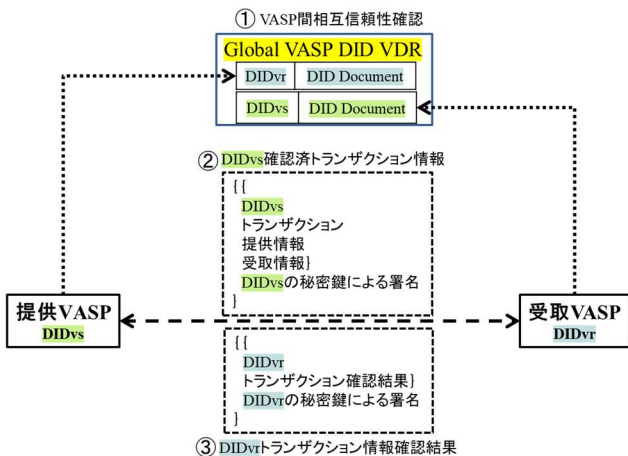 ① VASP間相互信頼性確認
Global VASP DID VDR
DIDvr DID Document
DIDvs DID Document
② DIDvs確認済トランザクション情報
{{
DIDvs
トランザクション
提供情報
受取情報}
DIDvsの秘密鍵による署名
}
提供VASP
DIDvs
受取VASP
DIDvr
{{
DIDvr
トランザクション確認結果}
DIDvrの秘密鍵による署名
}
③ DIDvrトランザクション情報確認結果